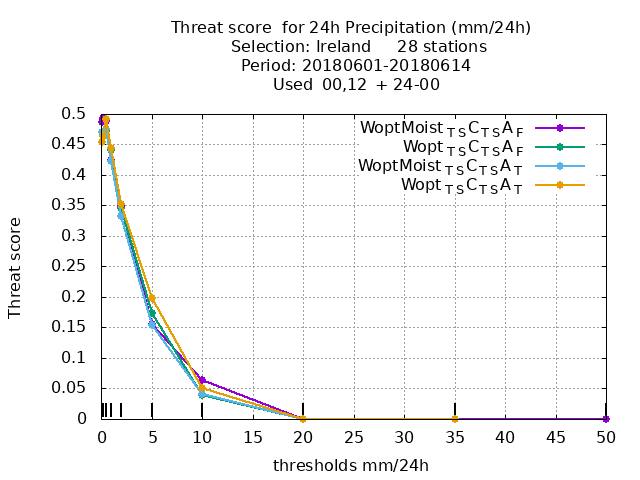 Threat score for 24h Precipitation (mm/24h)
Selection: Ireland 28 stations
Period: 20180601-20180614
Used 00,12 + 24-00
WoptMoist TS C TS A F
Wopt TS C TS A F
WoptMoist TS C TS A T
Wopt TS C TS A T
0.5
0.45
0.4
0.35
0.3
0.25
0.2
0.15
0.1
0.05
0
Threat score
0 5 10 15 20 25 30 35 40 45 50
thresholds mm/24h